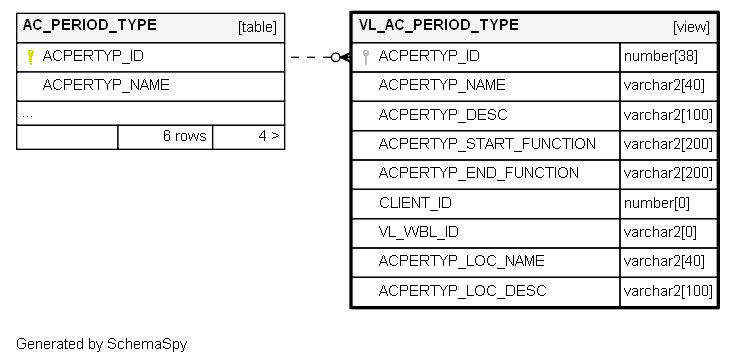 AC_PERIOD_TYPE [table]
ACPERTYP_ID
ACPERTYP_NAME
...
6 rows 4 >
VL_AC_PERIOD_TYPE [view]
ACPERTYP_ID number[38]
ACPERTYP_NAME varchar2[40]
ACPERTYP_DESC varchar2[100]
ACPERTYP_START_FUNCTION varchar2[200]
ACPERTYP_END_FUNCTION varchar2[200]
CLIENT_ID number[0]
VL_WBL_ID varchar2[0]
ACPERTYP_LOC_NAME varchar2[40]
ACPERTYP_LOC_DESC varchar2[100]
Generated by SchemaSpy